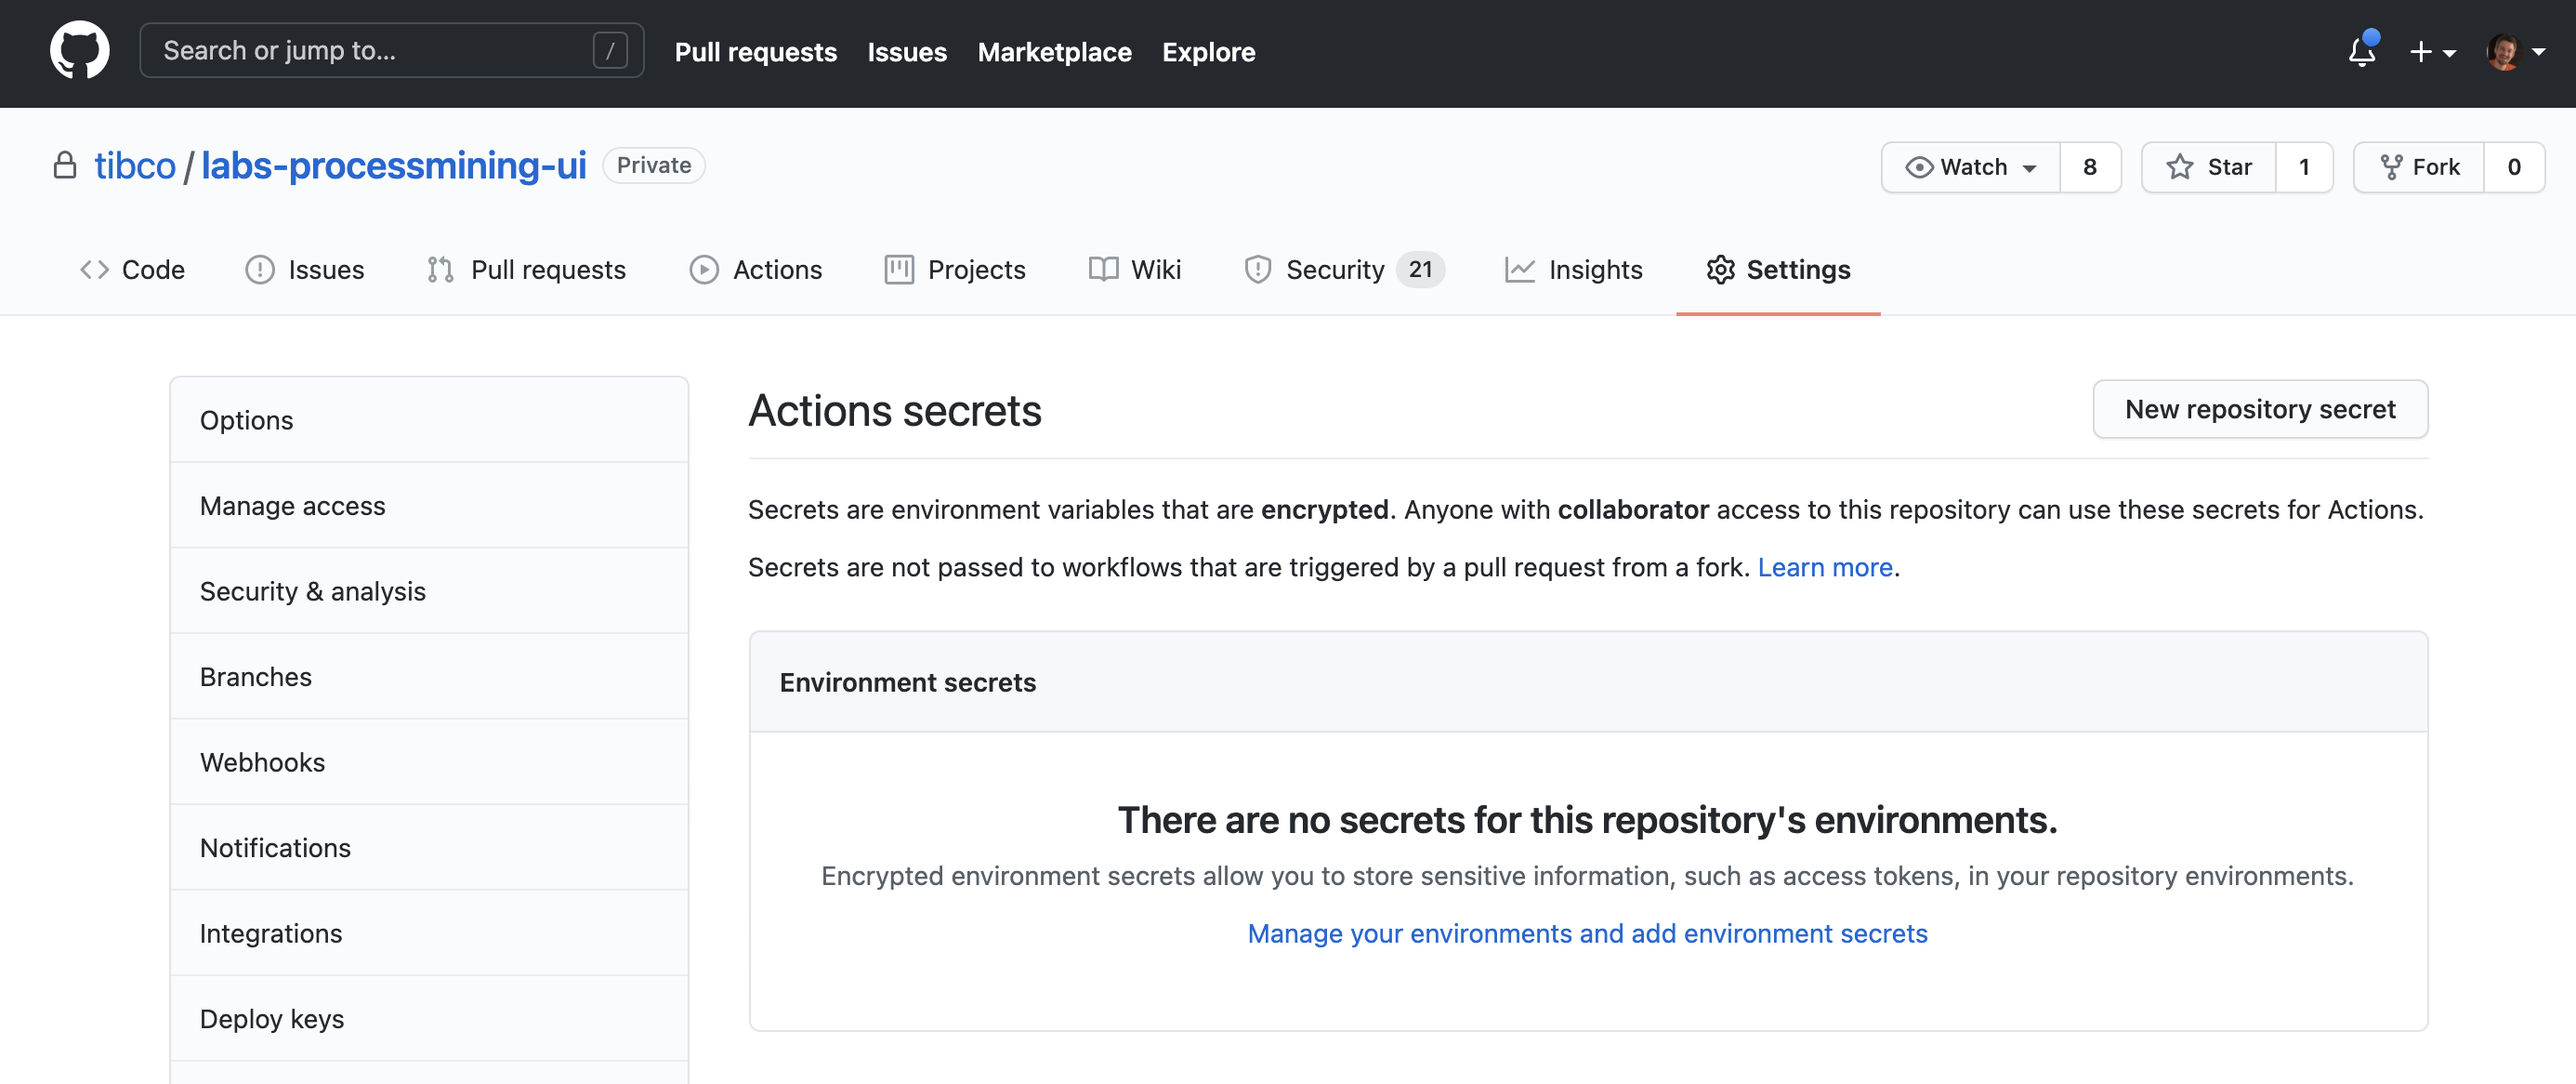 Search or jump to... /
Pull requests Issues Marketplace Explore
tibco / labs-processmining-ui Private
Watch 8 Star 1 Fork 0
Code Issues Pull requests Actions Projects Wiki Security 21 Insights Settings
Options
Manage access
Security & analysis
Branches
Webhooks
Notifications
Integrations
Deploy keys
Actions secrets
New repository secret
Secrets are environment variables that are encrypted. Anyone with collaborator access to this repository can use these secrets for Actions.
Secrets are not passed to workflows that are triggered by a pull request from a fork. Learn more.
Environment secrets
There are no secrets for this repository's environments.
Encrypted environment secrets allow you to store sensitive information, such as access tokens, in your repository environments.
Manage your environments and add environment secrets